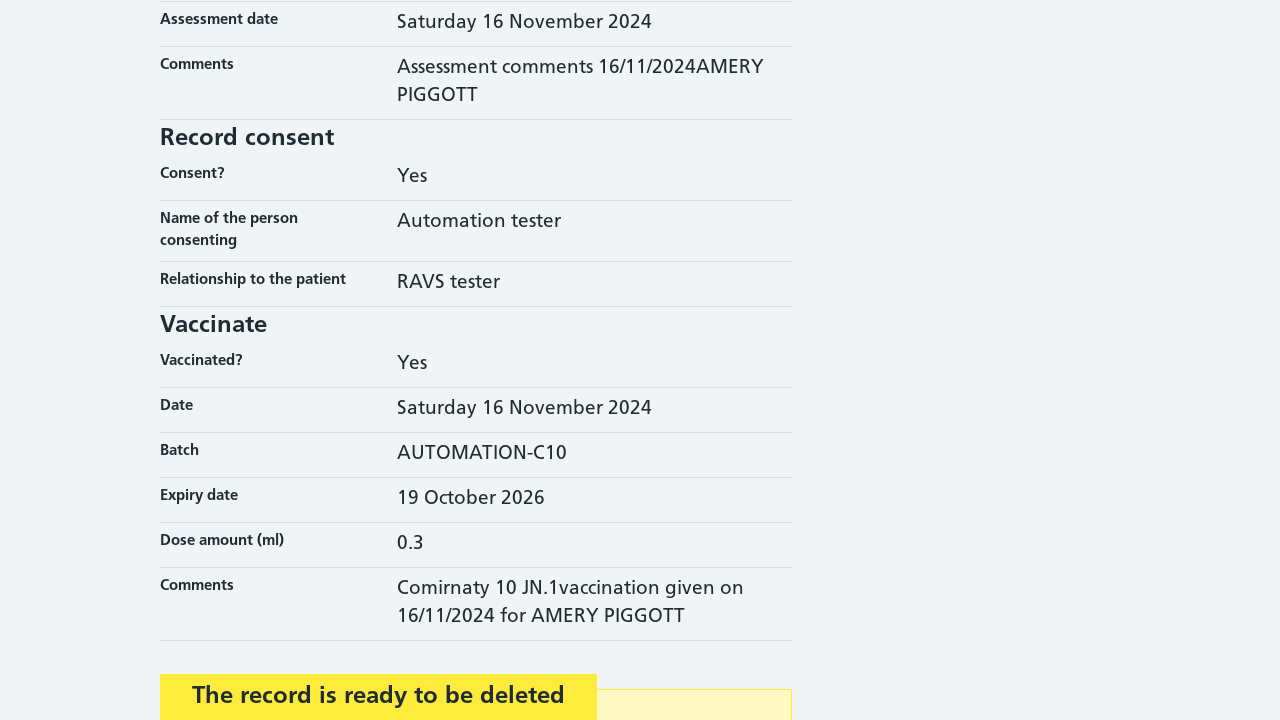 Assessment date
Saturday 16 November 2024
Comments
Assessment comments 16/11/2024AMERY
PIGGOTT
Record consent
Consent?
Yes
Name of the person
consenting
Automation tester
Relationship to the patient
RAVS tester
Vaccinate
Vaccinated?
Yes
Date
Saturday 16 November 2024
Batch
AUTOMATION-C10
Expiry date
19 October 2026
Dose amount (ml)
0.3
Comments
Comirnaty 10 JN.1vaccination given on
16/11/2024 for AMERY PIGGOTT
The record is ready to be deleted